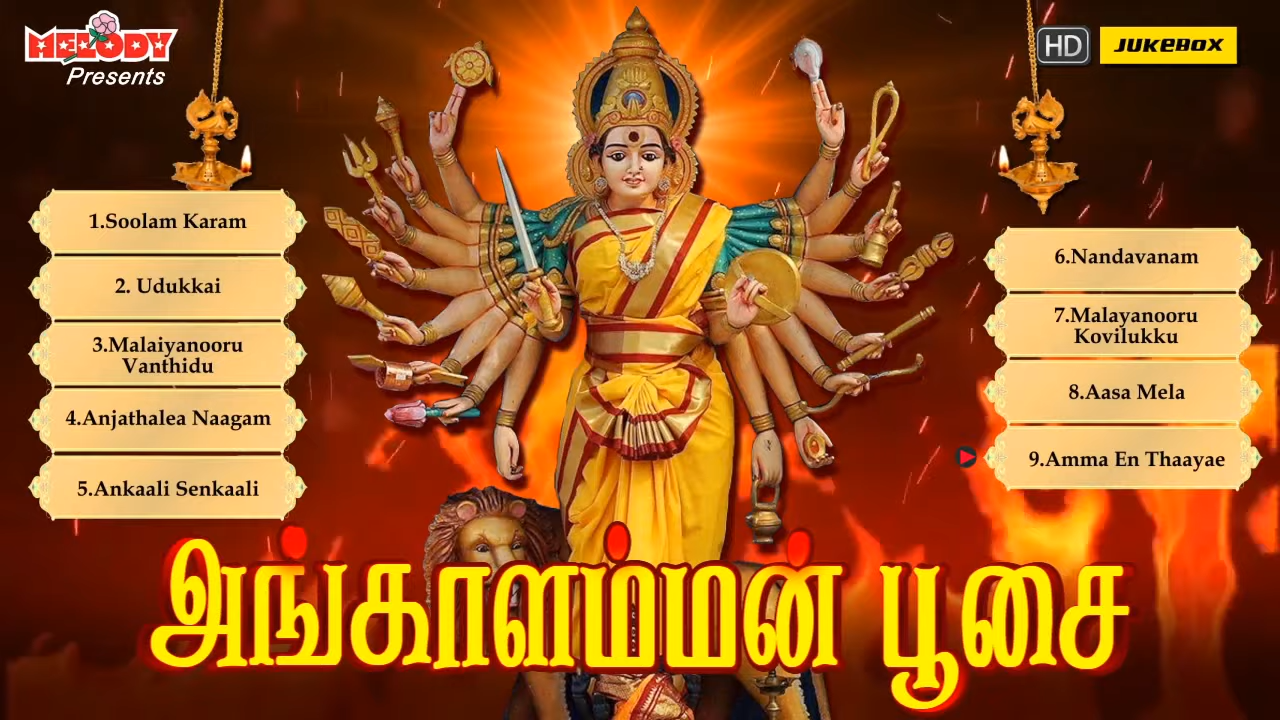 MELODY
Presents
HD
JUKEBOX
1.Soolam Karam
2. Udukkai
3.Malaiyanooru
Vanthidu
4.Anjathalea Naagam
5.Ankaali Senkaali
6.Nandavanam
7.Malayanooru
Kovilukku
8.Aasa Mela
9.Amma En Thaayae
அங்காளம்மன் பூசை